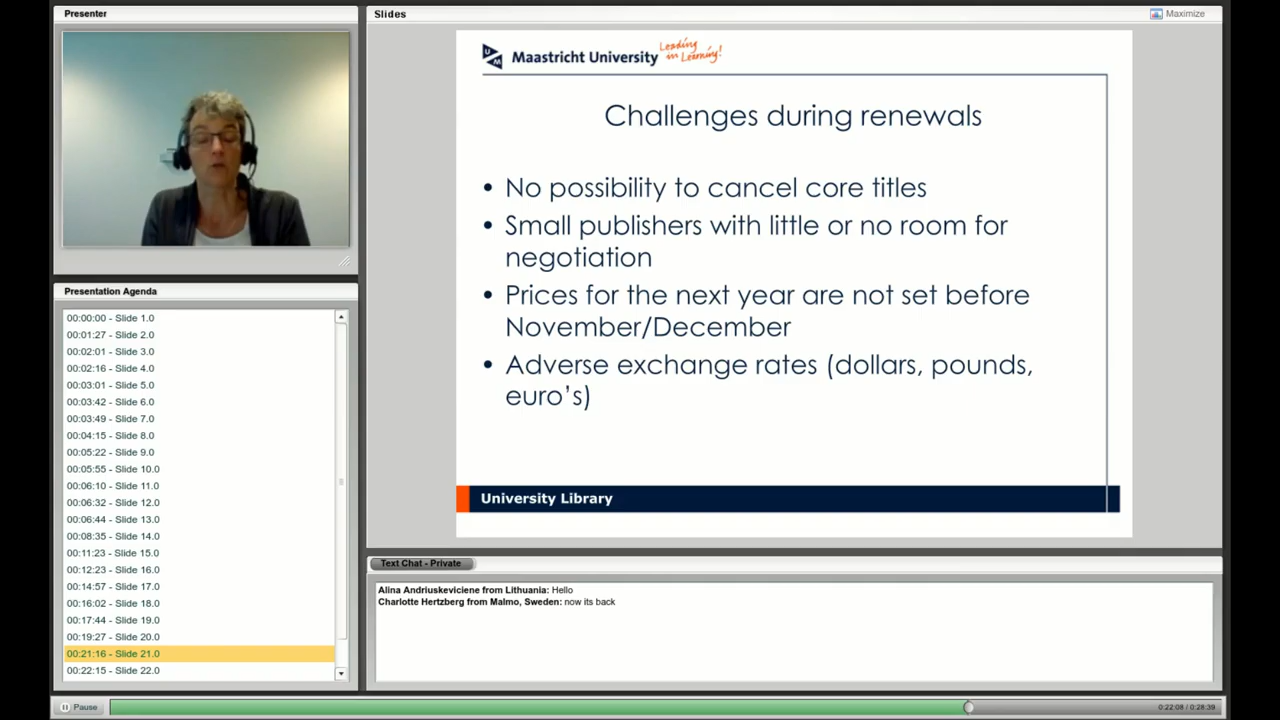 Presenter
Slides
Maximize
Maastricht University
Leading
in Learning!
Challenges during renewals
• No possibility to cancel core titles
• Small publishers with little or no room for
negotiation
• Prices for the next year are not set before
November/December
• Adverse exchange rates (dollars, pounds,
euro's)
University Library
Presentation Agenda
00:00:00 - Slide 1.0
00:01:27 - Slide 2.0
00:02:01 - Slide 3.0
00:02:16 - Slide 4.0
00:03:01 - Slide 5.0
00:03:42 - Slide 6.0
00:03:49 - Slide 7.0
00:04:15 - Slide 8.0
00:05:22 - Slide 9.0
00:05:55 - Slide 10.0
00:06:10 - Slide 11.0
00:06:32 - Slide 12.0
00:06:44 - Slide 13.0
00:08:35 - Slide 14.0
00:11:23 - Slide 15.0
00:12:23 - Slide 16.0
00:14:57 - Slide 17.0
00:16:02 - Slide 18.0
00:17:44 - Slide 19.0
00:19:27 - Slide 20.0
00:21:16 - Slide 21.0
00:22:15 - Slide 22.0
Text Chat - Private
Alina Andriuskeviciene from Lithuania: Hello
Charlotte Hertzberg from Malmo, Sweden: now its back
Pause
0:22:08 / 0:28:39